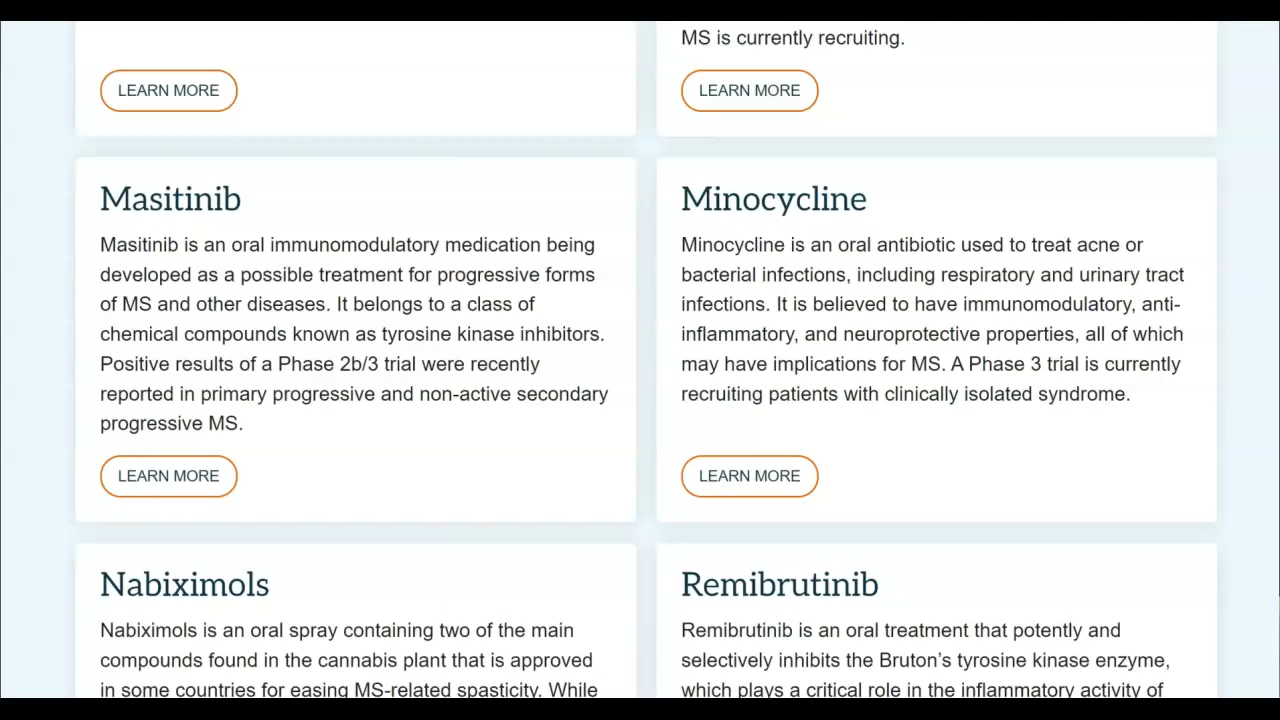 MS is currently recruiting.
LEARN MORE
LEARN MORE
Masitinib
Masitinib is an oral immunomodulatory medication being
developed as a possible treatment for progressive forms
of MS and other diseases. It belongs to a class of
chemical compounds known as tyrosine kinase inhibitors.
Positive results of a Phase 2b/3 trial were recently
reported in primary progressive and non-active secondary
progressive MS.
LEARN MORE
Minocycline
Minocycline is an oral antibiotic used to treat acne or
bacterial infections, including respiratory and urinary tract
infections. It is believed to have immunomodulatory, anti-
inflammatory, and neuroprotective properties, all of which
may have implications for MS. A Phase 3 trial is currently
recruiting patients with clinically isolated syndrome.
LEARN MORE
Nabiximols
Nabiximols is an oral spray containing two of the main
compounds found in the cannabis plant that is approved
in some countries for easing MS-related spasticity. While
Remibrutinib
Remibrutinib is an oral treatment that potently and
selectively inhibits the Bruton’s tyrosine kinase enzyme,
which plays a critical role in the inflammatory activity of